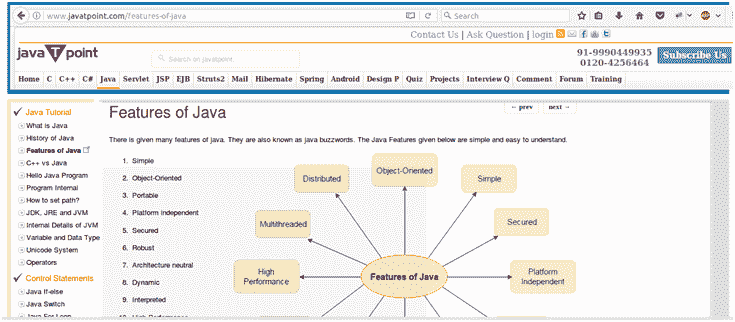 www.javatpoint.com/features-of-java
Search
Contact Us | Ask Question | login
java T point
Search on javatpoint.
91-9990449935
0120-4256464
Subscribe Us
Home C C++ C# Java Servlet JSP EJB Struts2 Mail Hibernate Spring Android Design P Quiz Projects Interview Q Comment Forum Training
Java Tutorial
What is Java
History of Java
Features of Java
C++ vs Java
Hello Java Program
Program Internal
How to set path?
JDK, JRE and JVM
Internal Details of JVM
Variable and Data Type
Unicode System
Operators
Control Statements
Java If-else
Java Switch
Java For Loop
Features of Java
← prev next →
There is given many features of java. They are also known as java buzzwords. The Java Features given below are simple and easy to understand.
1. Simple
2. Object-Oriented
3. Portable
4. Platform independent
5. Secured
6. Robust
7. Architecture neutral
8. Dynamic
9. Interpreted
10. High Performance
Object-Oriented
Distributed
Simple
Multithreaded
Secured
High
Performance
Features of Java
Platform
Independent